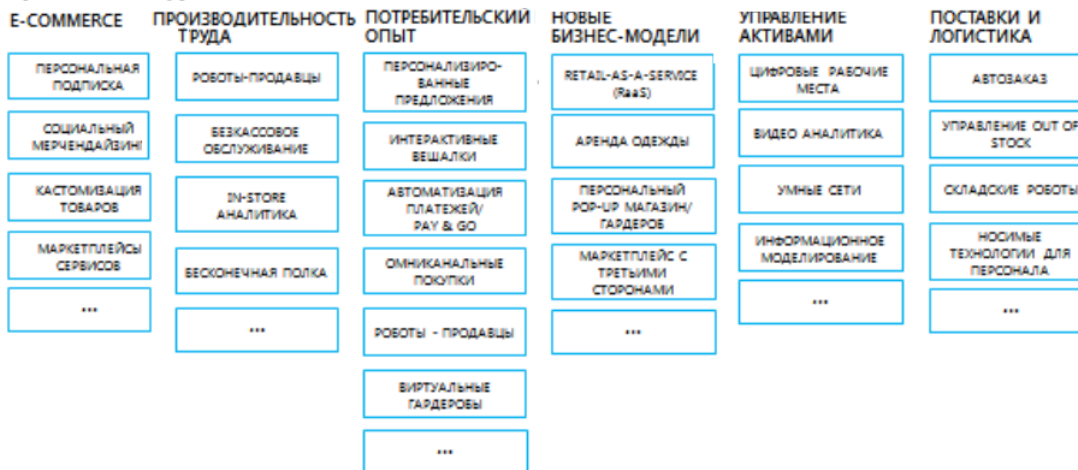 E-COMMERCE
ПЕРСОНАЛЬНАЯ
ПОДПИСКА
СОЦИАЛЬНЫЙ
МЕРЧЕНДАЙЗИНГ
КАСТОМИЗАЦИЯ
ТОВАРОВ
МАРКЕТПЛЕЙСЫ
СЕРВИСОВ
...
ПРОИЗВОДИТЕЛЬНОСТЬ
ТРУДА
РОБОТЫ-ПРОДАВЦЫ
БЕЗКАССОВОЕ
ОБСЛУЖИВАНИЕ
IN-STORE
АНАЛИТИКА
БЕСКОНЕЧНАЯ ПОЛКА
...
ПОТРЕБИТЕЛЬСКИЙ
ОПЫТ
ПЕРСОНАЛИЗИРО-
ВАННЫЕ
ПРЕДЛОЖЕНИЯ
ИНТЕРАКТИВНЫЕ
ВЕШАЛКИ
АВТОМАТИЗАЦИЯ
ПЛАТЕЖЕЙ/
PAY & GO
ОМНИКАНАЛЬНЫЕ
ПОКУПКИ
РОБОТЫ - ПРОДАВЦЫ
ВИРТУАЛЬНЫЕ
ГАРДЕРОБЫ
...
НОВЫЕ
БИЗНЕС-МОДЕЛИ
RETAIL-AS-A-SERVICE
(RaaS)
АРЕНДА ОДЕЖДЫ
ПЕРСОНАЛЬНЫЙ
POP-UP МАГАЗИН/
ГАРДЕРОБ
МАРКЕТПЛЕЙС С
ТРЕТЬИМИ
СТОРОНАМИ
...
УПРАВЛЕНИЕ
АКТИВАМИ
ЦИФРОВЫЕ РАБОЧИЕ
МЕСТА
ВИДЕО АНАЛИТИКА
УМНЫЕ СЕТИ
ИНФОРМАЦИОННОЕ
МОДЕЛИРОВАНИЕ
...
ПОСТАВКИ И
ЛОГИСТИКА
АВТОЗАКАЗ
УПРАВЛЕНИЕ OUT OF
STOCK
СКЛАДСКИЕ РОБОТЫ
НОСИМЫЕ
ТЕХНОЛОГИИ ДЛЯ
ПЕРСОНАЛА
...